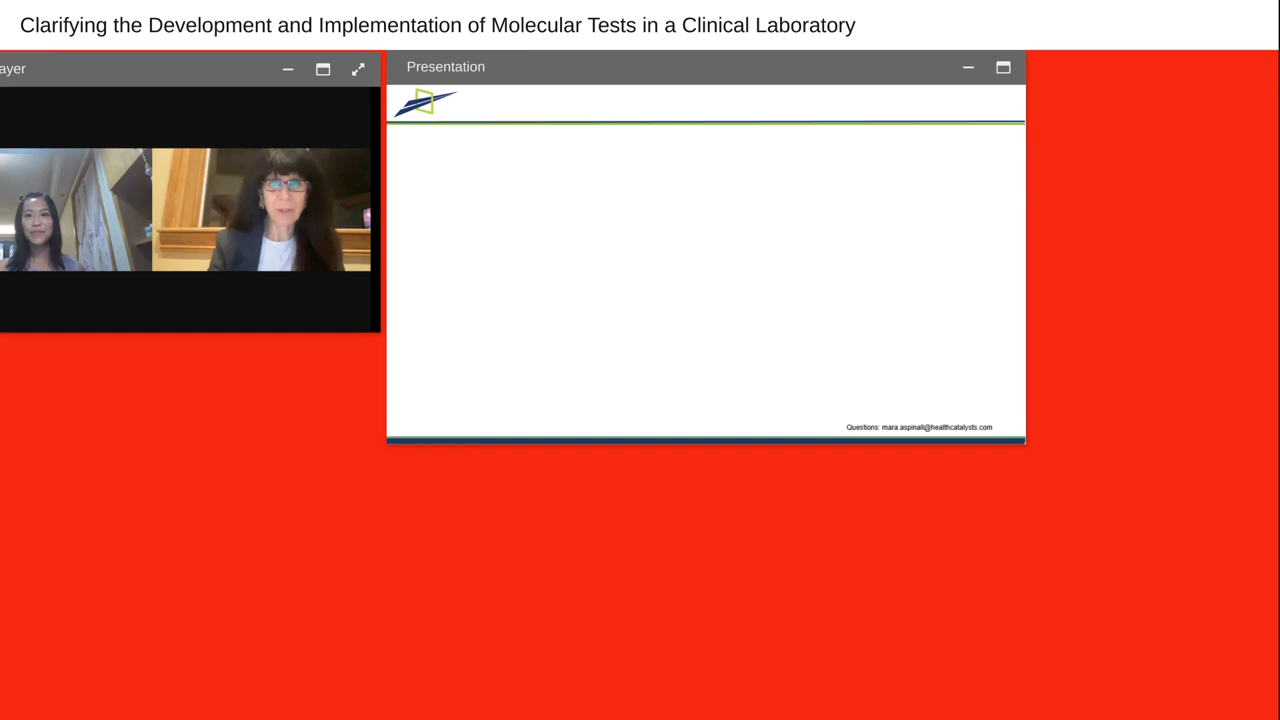 Clarifying the Development and Implementation of Molecular Tests in a Clinical Laboratory
ayer
Presentation
Questions: mara.aspinall@healthcatalysts.com